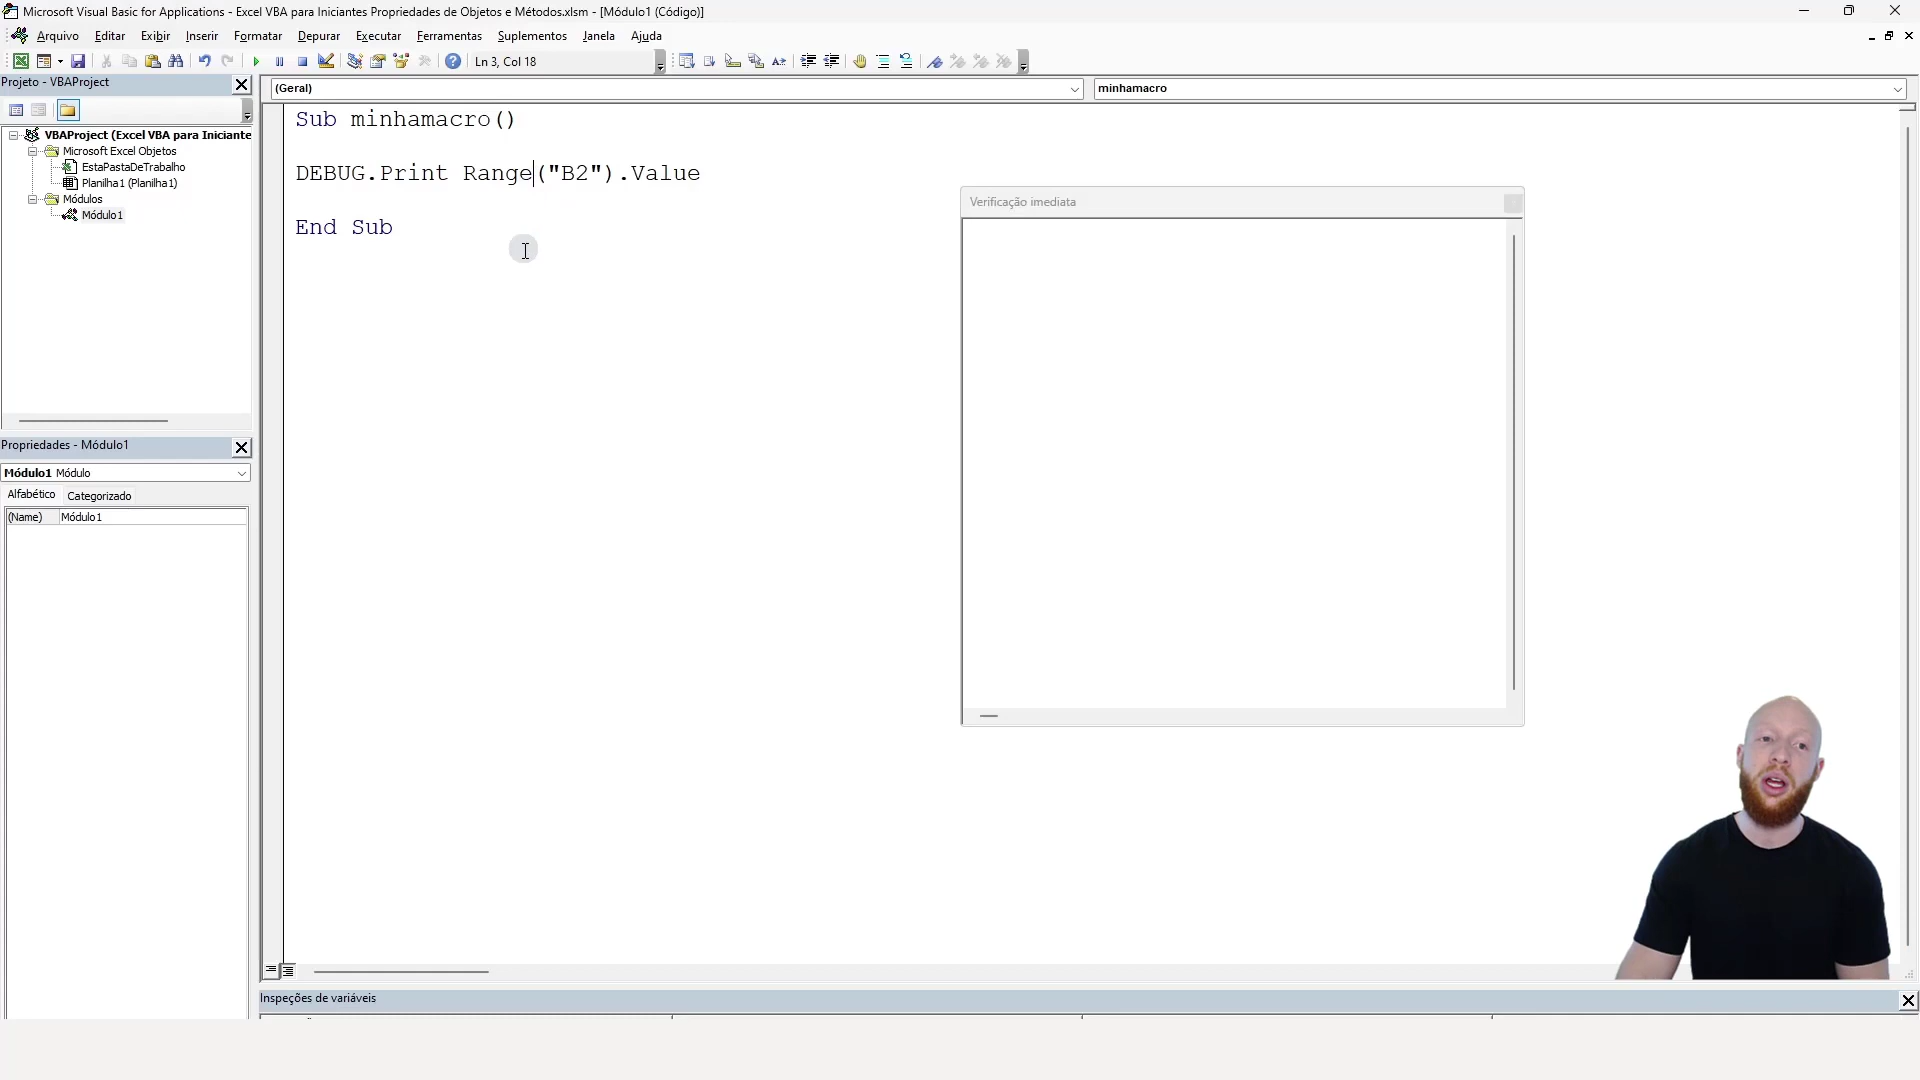 Microsoft Visual Basic for Applications - Excel VBA para Iniciantes Propriedades de Objetos e Métodos.xlsm - [Módulo1 (Código)]
Arquivo Editar Exibir Inserir Formatar Depurar Executar Ferramentas Suplementos Janela Ajuda
Ln 3, Col 18
Projeto - VBAProject
(Geral)
minhamacro
VBAProject (Excel VBA para Iniciante
Microsoft Excel Objetos
EstaPastaDeTrabalho
Planilha1 (Planilha1)
Módulos
Módulo1
Sub minhamacro()
DEBUG.Print Range("B2").Value
End Sub
Verificação imediata
Propriedades - Módulo1
Módulo1 Módulo
Alfabético Categorizado
(Name) Módulo1
Inspeções de variáveis